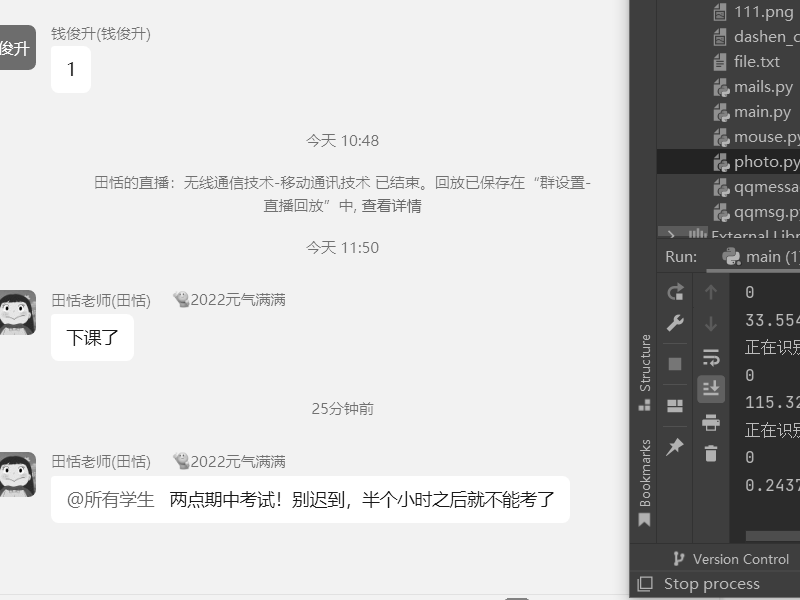 俊升
钱俊升(钱俊升)
1
今天 10:48
田恬的直播：无线通信技术-移动通讯技术 已结束。回放已保存在“群设置-
直播回放”中, 查看详情
今天 11:50
田恬老师(田恬) 2022元气满满
下课了
25分钟前
田恬老师(田恬) 2022元气满满
@所有学生 两点期中考试！别迟到，半个小时之后就不能考了
111.png
dashen_c
file.txt
mails.py
main.py
mouse.py
photo.py
qqmessa
qqmsg.p
External Libr
Run: main (1)
0
33.554
正在识别
0
115.32
正在识别
0
0.2437
Structure
Bookmarks
Version Control
Stop process